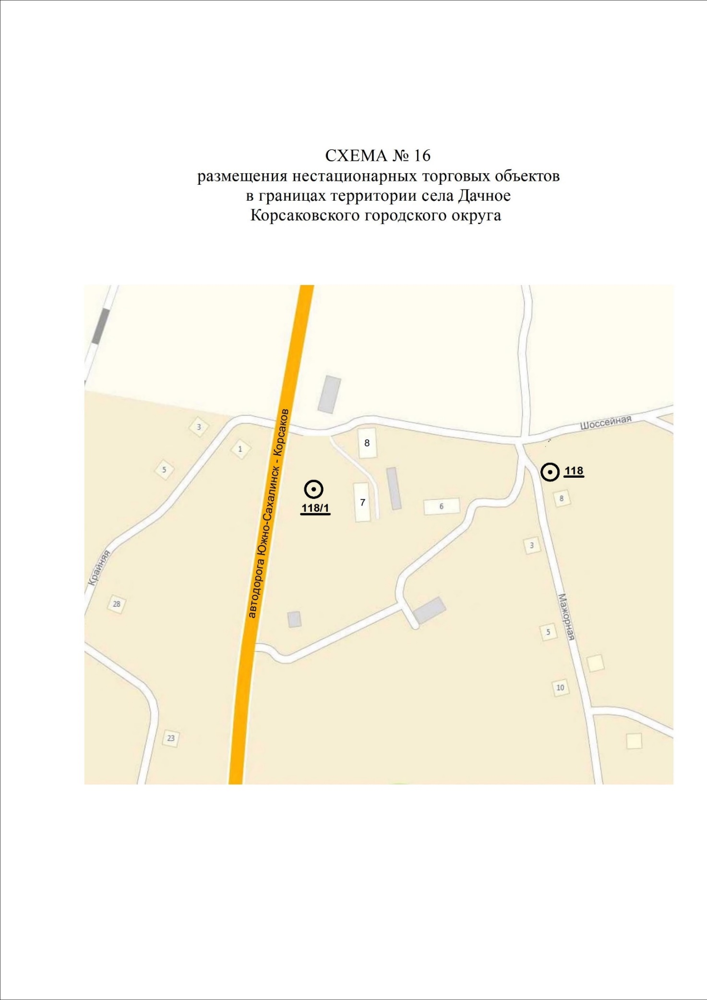 СХЕМА № 16
размещения нестационарных торговых объектов
в границах территории села Дачное
Корсаковского городского округа
автодорога Южно-Сахалинск - Корсаков
Шоссейная
3
1
8
5
118
118/1
7
6
8
3
Крайняя
28
Мажорная
5
10
23